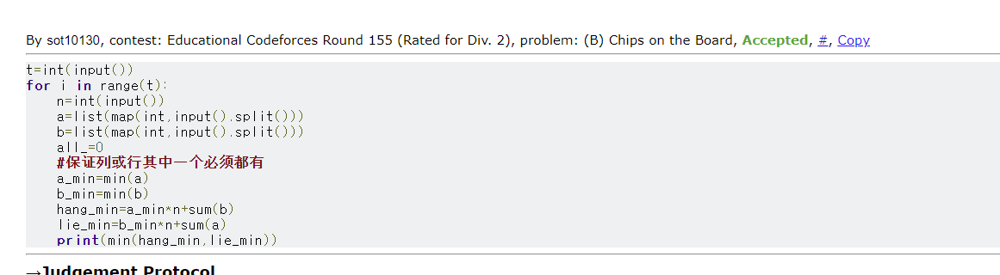 By sot10130, contest: Educational Codeforces Round 155 (Rated for Div. 2), problem: (B) Chips on the Board, Accepted, #, Copy
t=int(input())
for i in range(t):
    n=int(input())
    a=list(map(int,input().split()))
    b=list(map(int,input().split()))
    all_=0
    #保证列或行其中一个必须都有
    a_min=min(a)
    b_min=min(b)
    hang_min=a_min*n+sum(b)
    lie_min=b_min*n+sum(a)
    print(min(hang_min,lie_min))
→Judgement Protocol